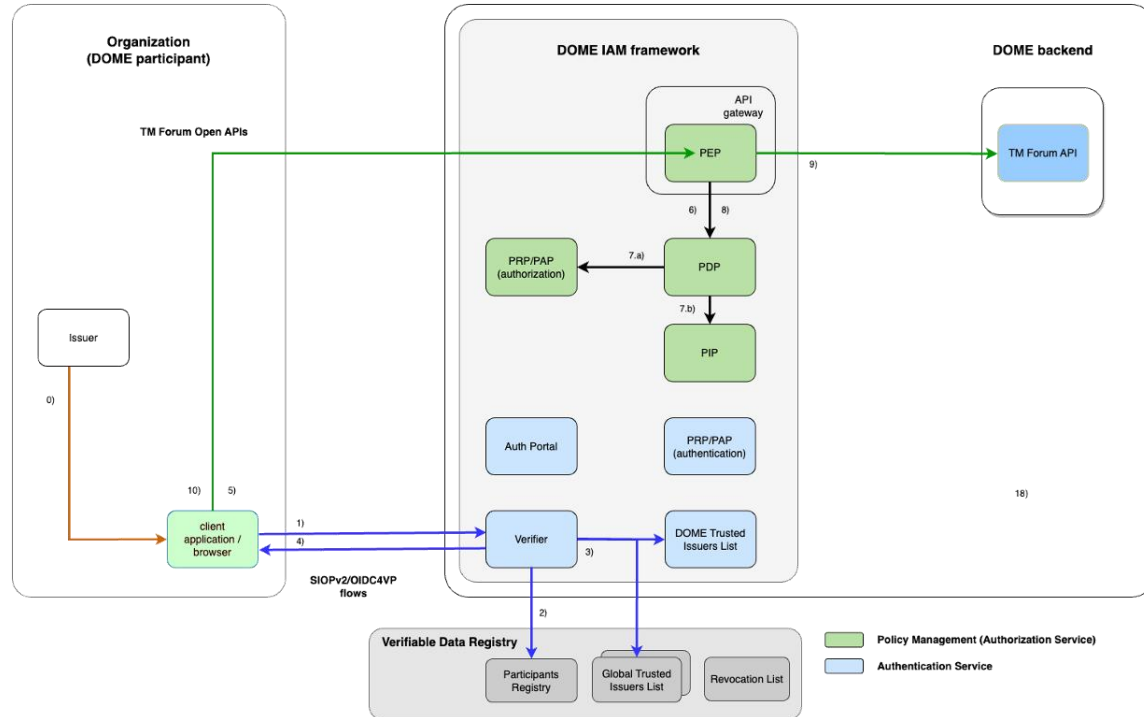 Organization
(DOME participant)
DOME IAM framework
DOME backend
API
gateway
TM Forum Open APIs
PEP
TM Forum API
9)
6)
8)
PRP/PAP
(authorization)
7.a)
PDP
7.b)
Issuer
PIP
0)
Auth Portal
PRP/PAP
(authentication)
10)
5)
18)
client
application /
browser
1)
4)
Verifier
3)
DOME Trusted
Issuers List
SIOPv2/OIDC4VP
flows
2)
Verifiable Data Registry
Participants
Registry
Global Trusted
Issuers List
Revocation List
Policy Management (Authorization Service)
Authentication Service